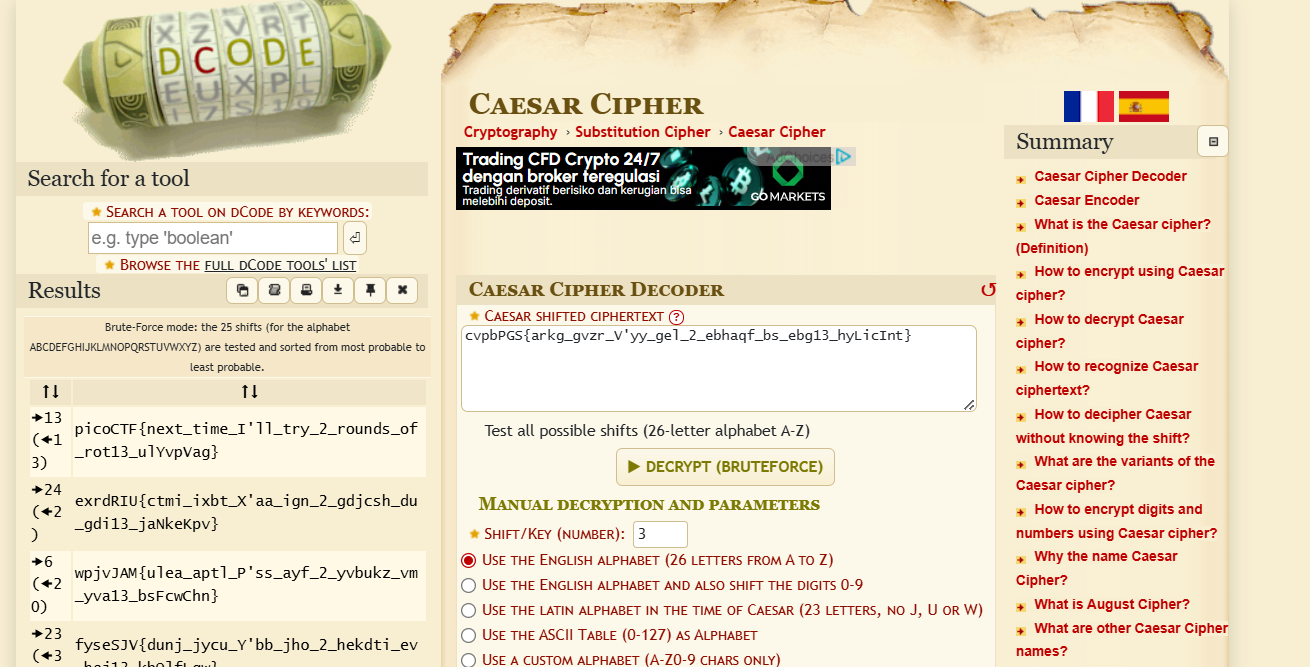 DCODE
Search for a tool
★ Search a tool on dCode by keywords:
e.g. type 'boolean'
★ Browse the full dCode tools' list
Results
Brute-Force mode: the 25 shifts (for the alphabet
ABCDEFGHIJKLMNOPQRSTUVWXYZ) are tested and sorted from most probable to
least probable.
↑↓ ↑↓
➔13 (🠔13) picoCTF{next_time_I'll_try_2_rounds_of
_rot13_ulYvpVag}
➔24 (🠔2) exrdRIU{ctmi_ixbt_X'aa_ign_2_gdjcsh_du
_gdi13_jaNkeKpv}
➔6 (🠔20) wpjvJAM{ulea_aptl_P'ss_ayf_2_yvbukz_vm
_yva13_bsFcwChn}
➔23 (🠔3 fyseSJV{dunj_jycu_Y'bb_jho_2_hekdti_ev
Caesar Cipher
Cryptography › Substitution Cipher › Caesar Cipher
Trading CFD Crypto 24/7
dengan broker teregulasi
Trading derivatif berisiko dan kerugian bisa
melebihi deposit.
GO MARKETS
AdChoices
Caesar Cipher Decoder
★ Caesar shifted ciphertext ?
cvpbPGS{arkg_gvzr_V'yy_gel_2_ebhaqf_bs_ebg13_hyLicInt}
Test all possible shifts (26-letter alphabet A-Z)
▶ DECRYPT (BRUTEFORCE)
Manual decryption and parameters
★ Shift/Key (number): 3
Use the English alphabet (26 letters from A to Z)
Use the English alphabet and also shift the digits 0-9
Use the latin alphabet in the time of Caesar (23 letters, no J, U or W)
Use the ASCII Table (0-127) as Alphabet
Use a custom alphabet (A-Z0-9 chars only)
Summary
Caesar Cipher Decoder
Caesar Encoder
What is the Caesar cipher?
(Definition)
How to encrypt using Caesar
cipher?
How to decrypt Caesar
cipher?
How to recognize Caesar
ciphertext?
How to decipher Caesar
without knowing the shift?
What are the variants of the
Caesar cipher?
How to encrypt digits and
numbers using Caesar cipher?
Why the name Caesar
Cipher?
What is August Cipher?
What are other Caesar Cipher
names?